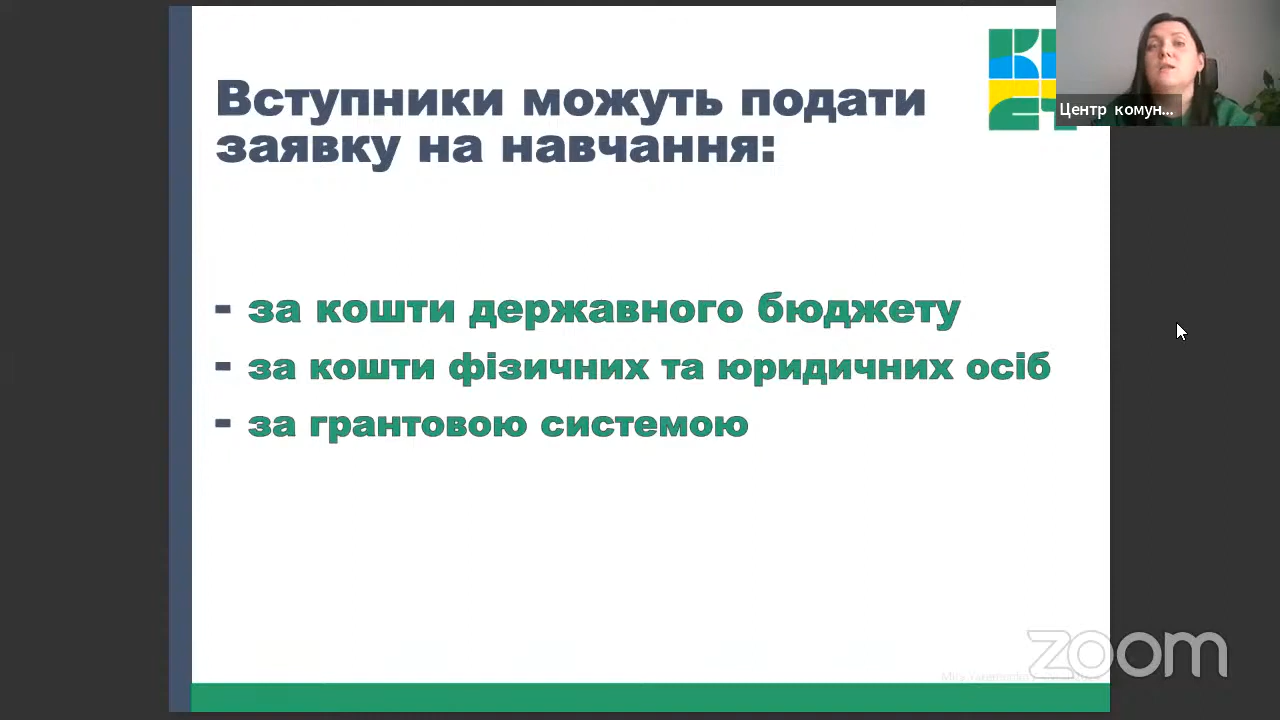 Вступники можуть подати
заявку на навчання:
Центр комун...
- за кошти державного бюджету
- за кошти фізичних та юридичних осіб
- за грантовою системою
zoom